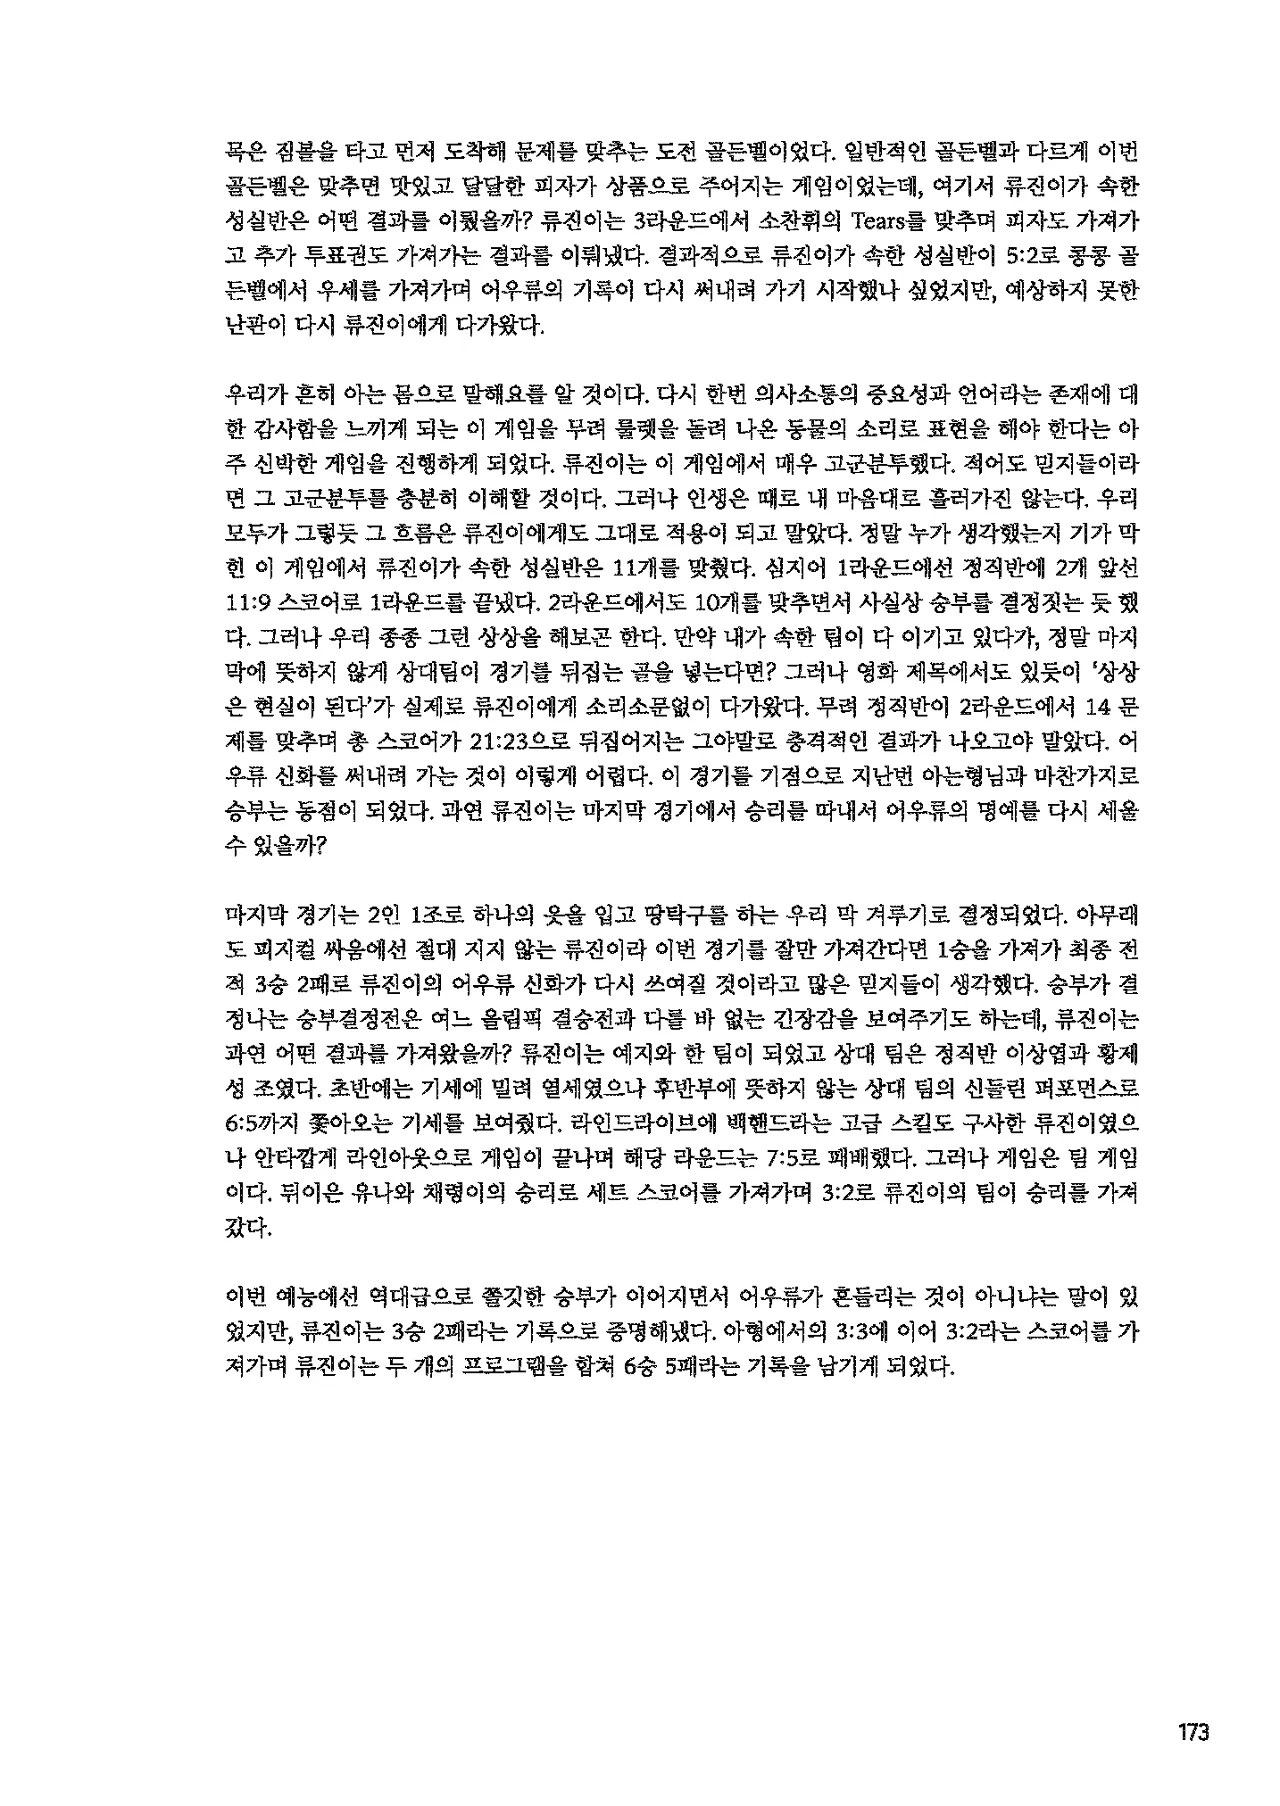 목은 짐볼을 타고 먼저 도착해 문제를 맞추는 도전 골든벨이었다. 일반적인 골든벨과 다르게 이번
골든벨은 맞추면 맛있고 달달한 피자가 상품으로 주어지는 게임이었는데, 여기서 류진이가 속한
성실반은 어떤 결과를 이뤘을까? 류진이는 3라운드에서 소찬휘의 Tears를 맞추며 피자도 가져가
고 추가 투표권도 가져가는 결과를 이뤄냈다. 결과적으로 류진이가 속한 성실반이 5:2로 콩콩 골
든벨에서 우세를 가져가며 어우류의 기록이 다시 써내려 가기 시작했나 싶었지만, 예상하지 못한
난관이 다시 류진이에게 다가왔다.
우리가 흔히 아는 몸으로 말해요를 알 것이다. 다시 한번 의사소통의 중요성과 언어라는 존재에 대
한 감사함을 느끼게 되는 이 게임을 무려 룰렛을 돌려 나온 동물의 소리로 표현을 해야 한다는 아
주 신박한 게임을 진행하게 되었다. 류진이는 이 게임에서 매우 고군분투했다. 적어도 믿지들이라
면 그 고군분투를 충분히 이해할 것이다. 그러나 인생은 때로 내 마음대로 흘러가진 않는다. 우리
모두가 그렇듯 그 흐름은 류진이에게도 그대로 적용이 되고 말았다. 정말 누가 생각했는지 기가 막
힌 이 게임에서 류진이가 속한 성실반은 11개를 맞췄다. 심지어 1라운드에선 정직반에 2개 앞선
11:9 스코어로 1라운드를 끝냈다. 2라운드에서도 10개를 맞추면서 사실상 승부를 결정짓는 듯 했
다. 그러나 우리 종종 그런 상상을 해보곤 한다. 만약 내가 속한 팀이 다 이기고 있다가, 정말 마지
막에 뜻하지 않게 상대팀이 경기를 뒤집는 골을 넣는다면? 그러나 영화 제목에서도 있듯이 ‘상상
은 현실이 된다’가 실제로 류진이에게 소리소문없이 다가왔다. 무려 정직반이 2라운드에서 14 문
제를 맞추며 총 스코어가 21:23으로 뒤집어지는 그야말로 충격적인 결과가 나오고야 말았다. 어
우류 신화를 써내려 가는 것이 이렇게 어렵다. 이 경기를 기점으로 지난번 아는형님과 마찬가지로
승부는 동점이 되었다. 과연 류진이는 마지막 경기에서 승리를 따내서 어우류의 명예를 다시 세울
수 있을까?
마지막 경기는 2인 1조로 하나의 옷을 입고 땅탁구를 하는 우리 막 겨루기로 결정되었다. 아무래
도 피지컬 싸움에선 절대 지지 않는 류진이라 이번 경기를 잘만 가져간다면 1승을 가져가 최종 전
적 3승 2패로 류진이의 어우류 신화가 다시 쓰여질 것이라고 많은 믿지들이 생각했다. 승부가 결
정나는 승부결정전은 여느 올림픽 결승전과 다를 바 없는 긴장감을 보여주기도 하는데, 류진이는
과연 어떤 결과를 가져왔을까? 류진이는 예지와 한 팀이 되었고 상대 팀은 정직반 이상엽과 황제
성 조였다. 초반에는 기세에 밀려 열세였으나 후반부에 뜻하지 않는 상대 팀의 신들린 퍼포먼스로
6:5까지 쫓아오는 기세를 보여줬다. 라인드라이브에 백핸드라는 고급 스킬도 구사한 류진이였으
나 안타깝게 라인아웃으로 게임이 끝나며 해당 라운드는 7:5로 패배했다. 그러나 게임은 팀 게임
이다. 뒤이은 유나와 채령이의 승리로 세트 스코어를 가져가며 3:2로 류진이의 팀이 승리를 가져
갔다.
이번 예능에선 역대급으로 쫄깃한 승부가 이어지면서 어우류가 흔들리는 것이 아니냐는 말이 있
었지만, 류진이는 3승 2패라는 기록으로 증명해냈다. 아형에서의 3:3에 이어 3:2라는 스코어를 가
져가며 류진이는 두 개의 프로그램을 합쳐 6승 5패라는 기록을 남기게 되었다.
173